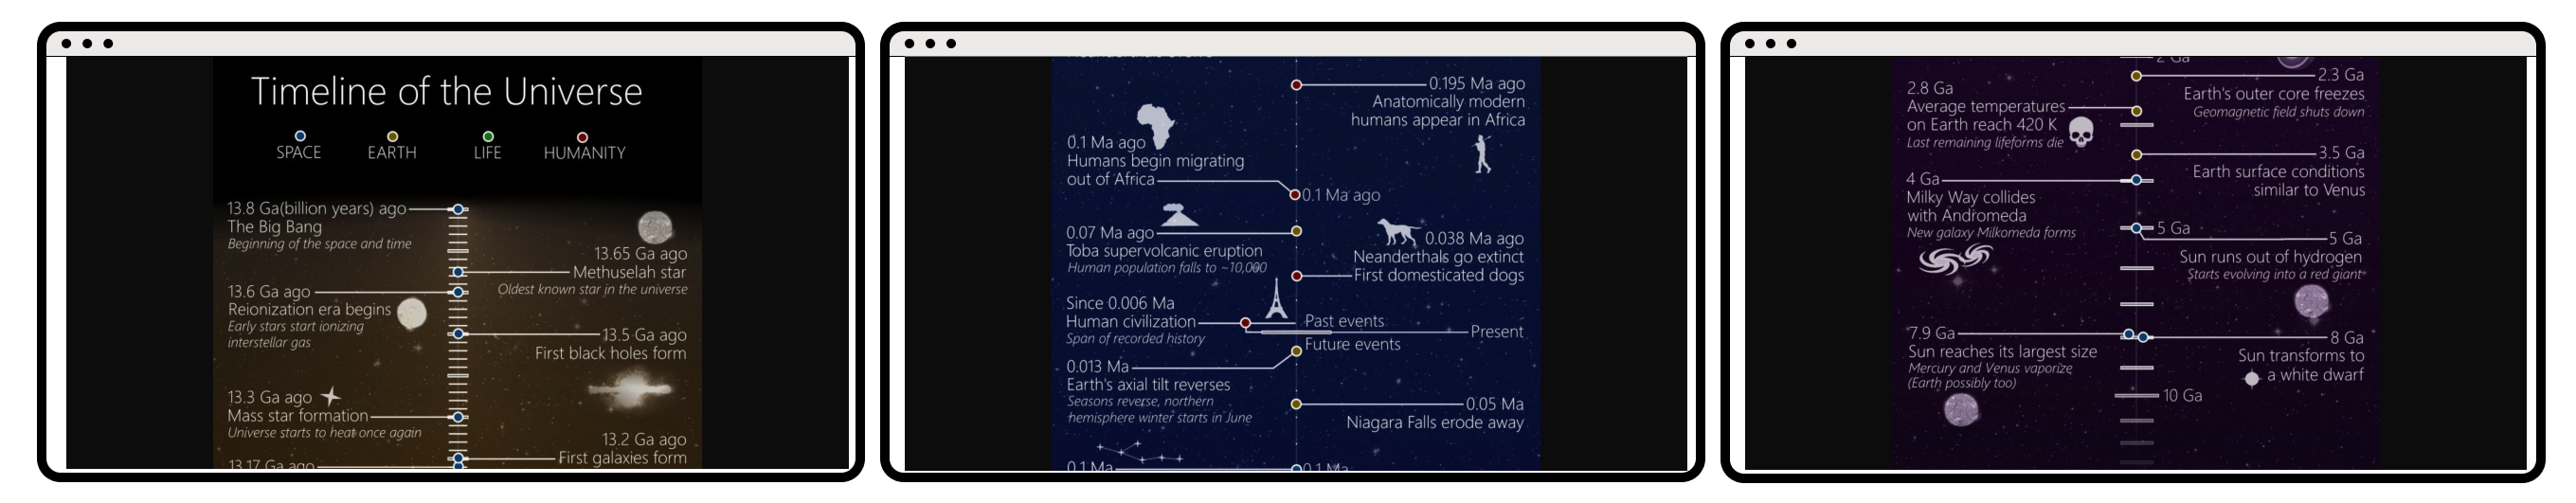 Timeline of the Universe
SPACE EARTH LIFE HUMANITY
13.8 Ga(billion years) ago
The Big Bang
Beginning of the space and time
13.65 Ga ago
Methuselah star
Oldest known star in the universe
13.6 Ga ago
Reionization era begins
Early stars start ionizing
interstellar gas
13.5 Ga ago
First black holes form
13.3 Ga ago
Mass star formation
Universe starts to heat once again
13.2 Ga ago
First galaxies form
13.17 Ga ago
0.195 Ma ago
Anatomically modern
humans appear in Africa
0.1 Ma ago
Humans begin migrating
out of Africa
0.1 Ma ago
0.07 Ma ago
Toba supervolcanic eruption
Human population falls to ~10,000
0.038 Ma ago
Neanderthals go extinct
First domesticated dogs
Since 0.006 Ma
Human civilization
Span of recorded history
Past events
Present
Future events
0.013 Ma
Earth's axial tilt reverses
Seasons reverse, northern
hemisphere winter starts in June
0.05 Ma
Niagara Falls erode away
0.1 Ma
0.1 Ma
2 Ga
2.3 Ga
Earth's outer core freezes
Geomagnetic field shuts down
2.8 Ga
Average temperatures
on Earth reach 420 K
Last remaining lifeforms die
3.5 Ga
Earth surface conditions
similar to Venus
4 Ga
Milky Way collides
with Andromeda
New galaxy Milkomeda forms
5 Ga
5 Ga
Sun runs out of hydrogen
Starts evolving into a red giant
7.9 Ga
Sun reaches its largest size
Mercury and Venus vaporize
(Earth possibly too)
8 Ga
Sun transforms to
a white dwarf
10 Ga